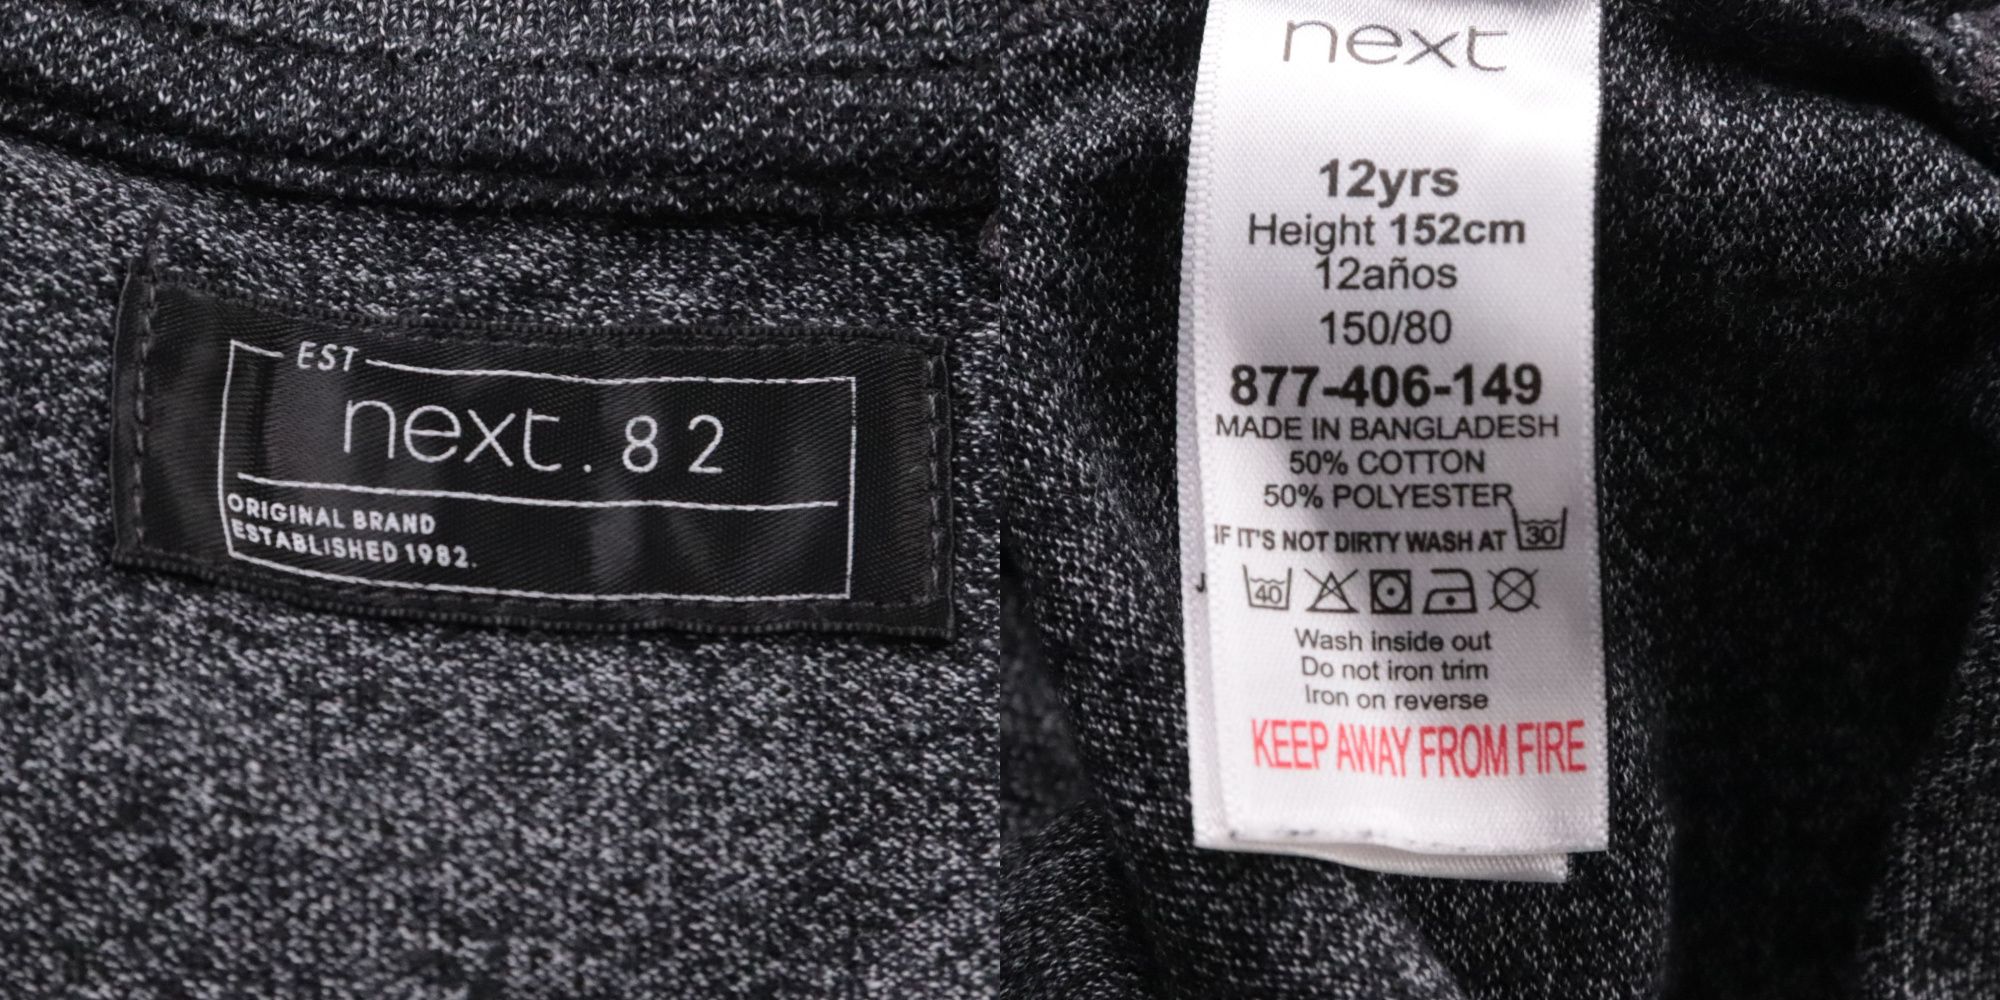 EST
next.82
ORIGINAL BRAND
ESTABLISHED 1982.
next
12yrs
Height 152cm
12años
150/80
877-406-149
MADE IN BANGLADESH
50% COTTON
50% POLYESTER
IF IT'S NOT DIRTY WASH AT 30
40
Wash inside out
Do not iron trim
Iron on reverse
KEEP AWAY FROM FIRE